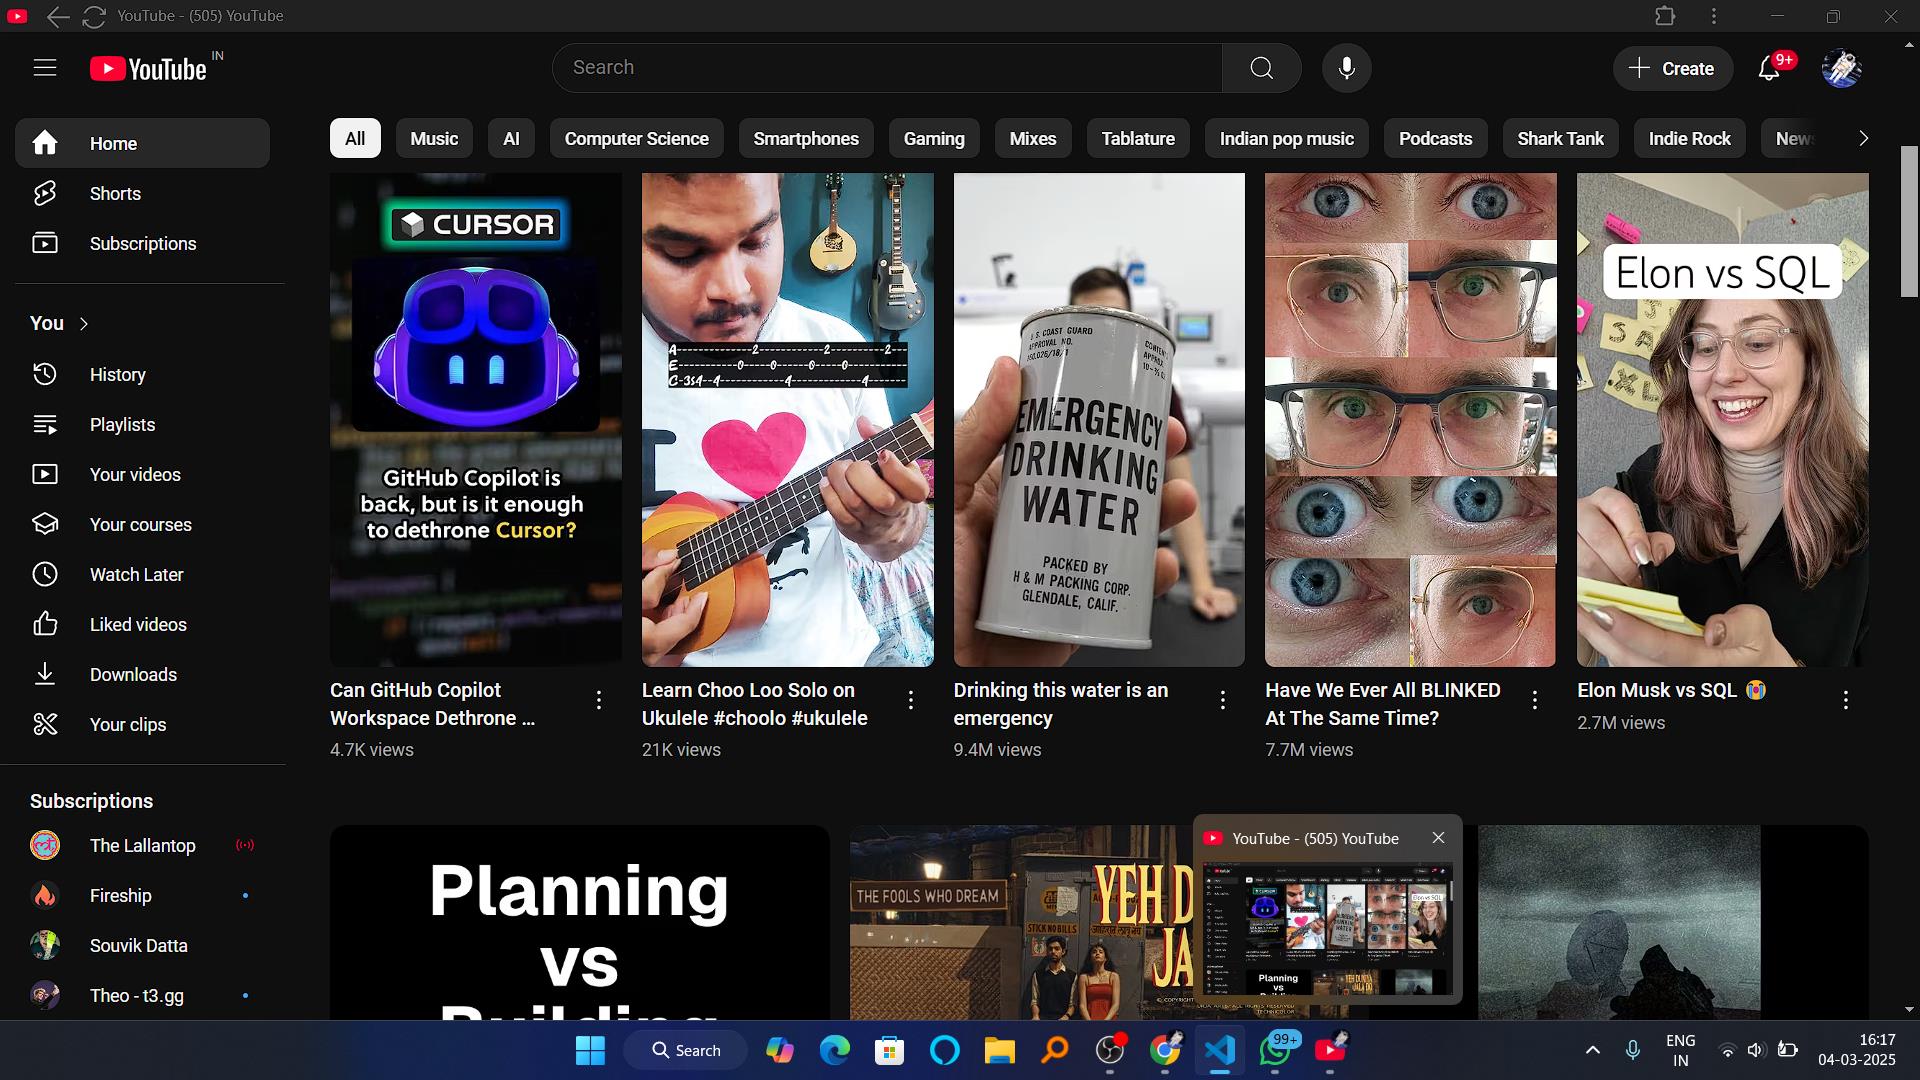 YouTube - (505) YouTube
YouTube IN
Search
Create
9+
Home
Shorts
Subscriptions
You
History
Playlists
Your videos
Your courses
Watch Later
Liked videos
Downloads
Your clips
Subscriptions
The Lallantop
Fireship
Souvik Datta
Theo - t3.gg
All
Music
AI
Computer Science
Smartphones
Gaming
Mixes
Tablature
Indian pop music
Podcasts
Shark Tank
Indie Rock
News
CURSOR
GitHub Copilot is
back, but is it enough
to dethrone Cursor?
Can GitHub Copilot
Workspace Dethrone ...
4.7K views
A-----------2----------2--------2---
E---------0----0----0----0--------
C-3s4--4---------4---------4------
I
Learn Choo Loo Solo on
Ukulele #choolo #ukulele
21K views
U.S. COAST GUARD
APPROVAL NO.
EMERGENCY
DRINKING
WATER
PACKED BY
H & M PACKING CORP.
GLENDALE, CALIF.
Drinking this water is an
emergency
9.4M views
Have We Ever All BLINKED
At The Same Time?
7.7M views
Elon vs SQL
Elon Musk vs SQL 😭
2.7M views
Planning
vs
Building
THE FOOLS WHO DREAM
STICK NO BILLS
YEH D
JA
YouTube - (505) YouTube
Search
99+
ENG
IN
16:17
04-03-2025